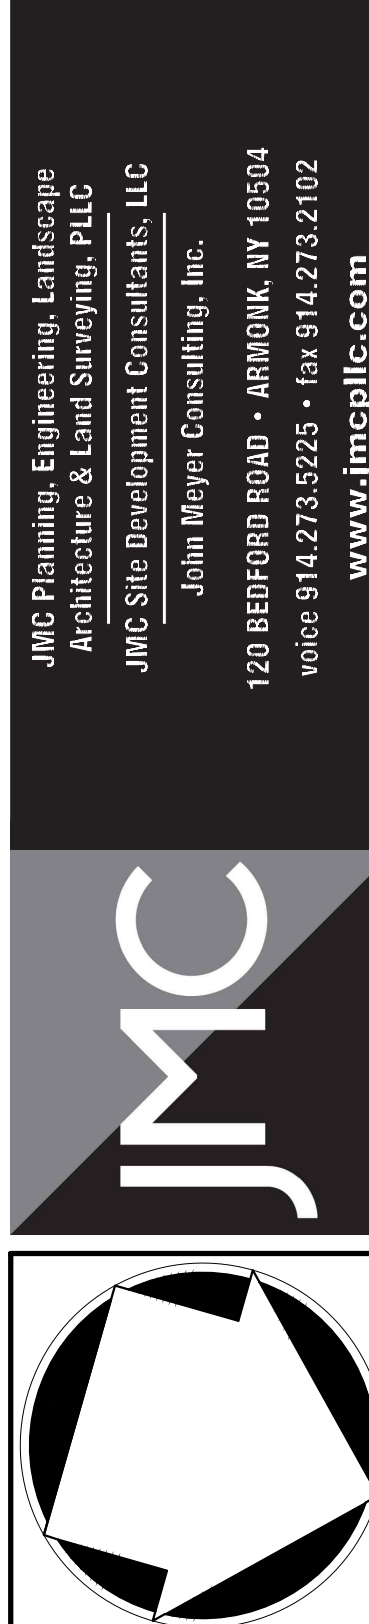 JMC Planning, Engineering, Landscape
Architecture & Land Surveying, PLLC
JMC Site Development Consultants, LLC
John Meyer Consulting, Inc.
120 BEDFORD ROAD • ARMONK, NY 10504
voice 914.273.5225 • fax 914.273.2102
www.jmcpllc.com
JMC